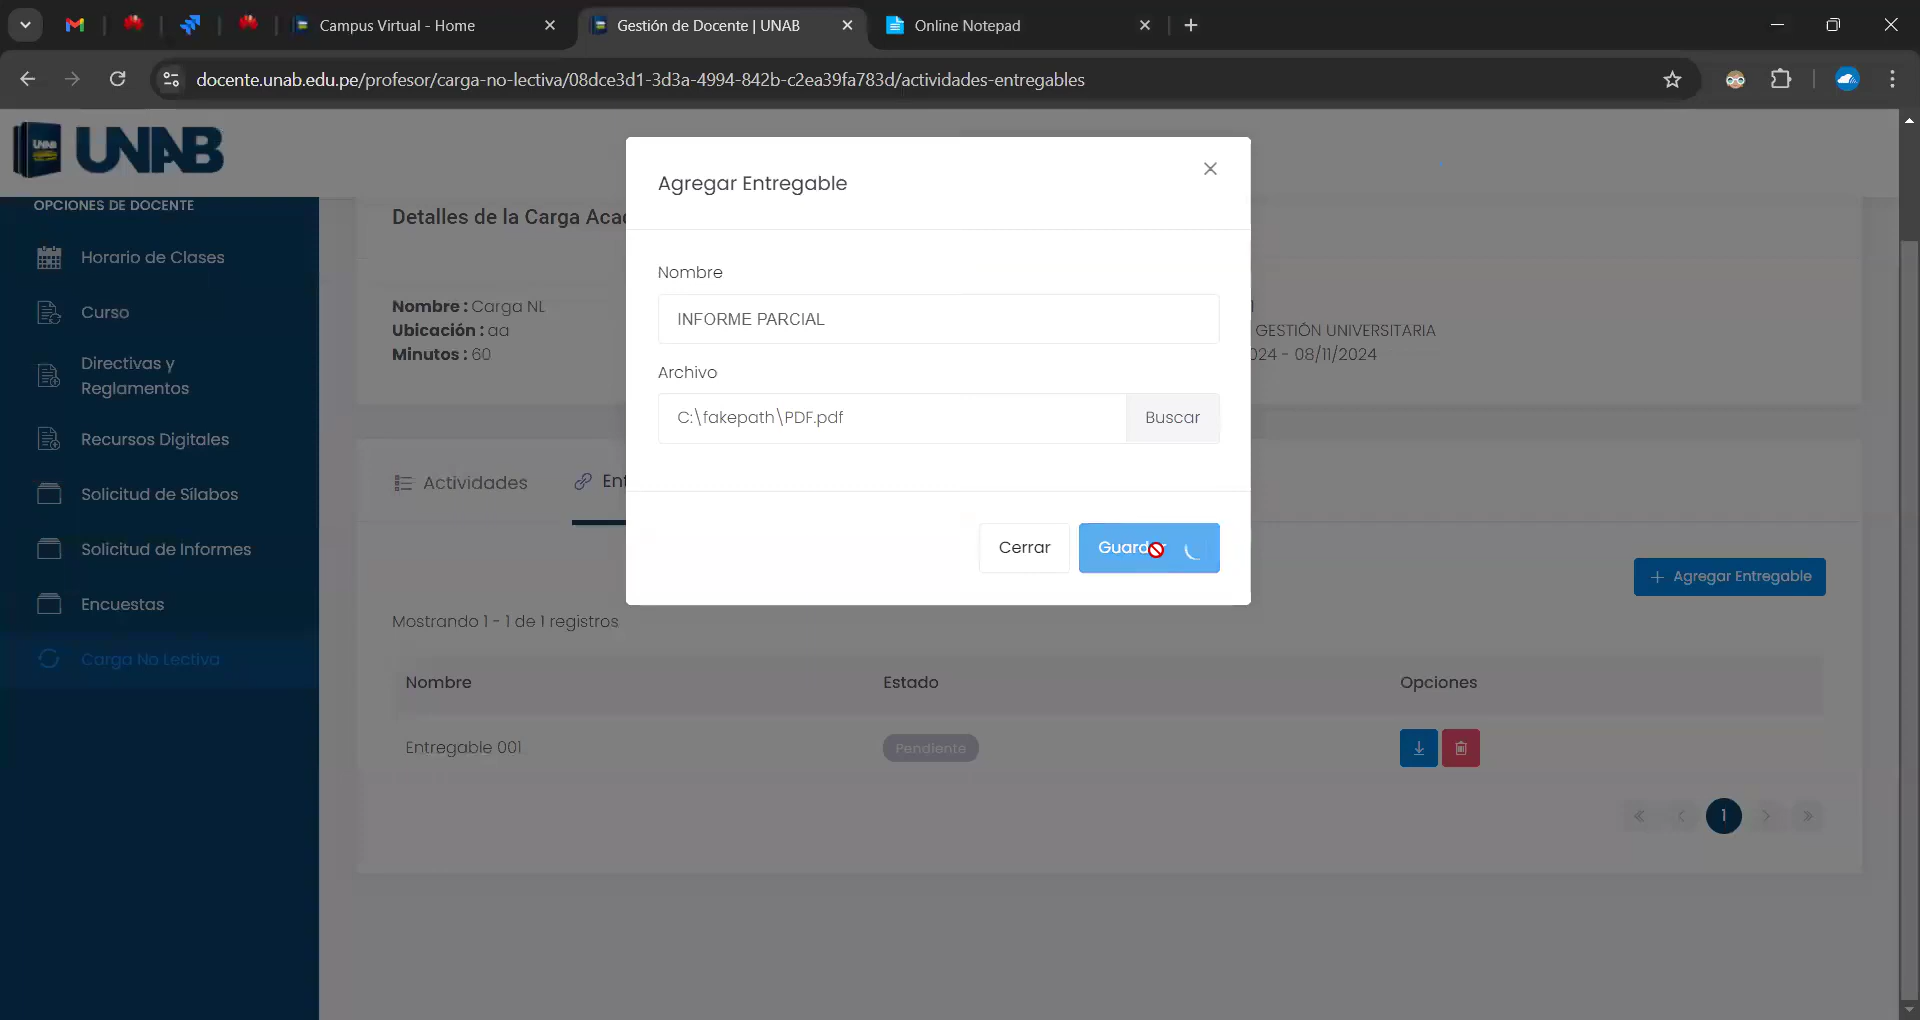 Campus Virtual - Home
Gestión de Docente | UNAB
Online Notepad
docente.unab.edu.pe/profesor/carga-no-lectiva/08dce3d1-3d3a-4994-842b-c2ea39fa783d/actividades-entregables
UNAB
UNAB
OPCIONES DE DOCENTE
Horario de Clases
Curso
Directivas y
Reglamentos
Recursos Digitales
Solicitud de Sílabos
Solicitud de Informes
Encuestas
Carga No Lectiva
Detalles de la Carga Aca
Nombre : Carga NL
Ubicación : aa
Minutos : 60
GESTIÓN UNIVERSITARIA
024 - 08/11/2024
Agregar Entregable
Nombre
INFORME PARCIAL
Archivo
C:\fakepath\PDF.pdf
Buscar
Cerrar
Guardar
Actividades
Ent
Agregar Entregable
Mostrando 1 - 1 de 1 registros
Nombre
Estado
Opciones
Entregable 001
Pendiente
1